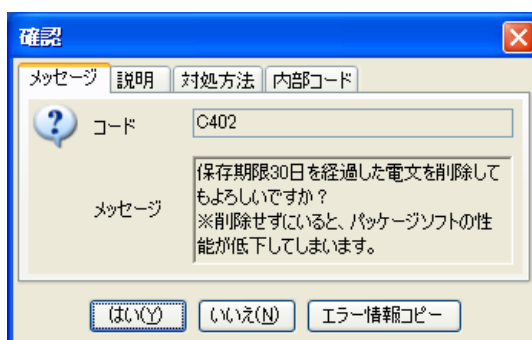 確認
メッセージ 説明 対処方法 内部コード
コード C402
メッセージ
保存期限30日を経過した電文を削除して
もよろしいですか?
※削除せずにいると、パッケージソフトの性
能が低下してしまいます。
はい(Y) いいえ(N) エラー情報コピー